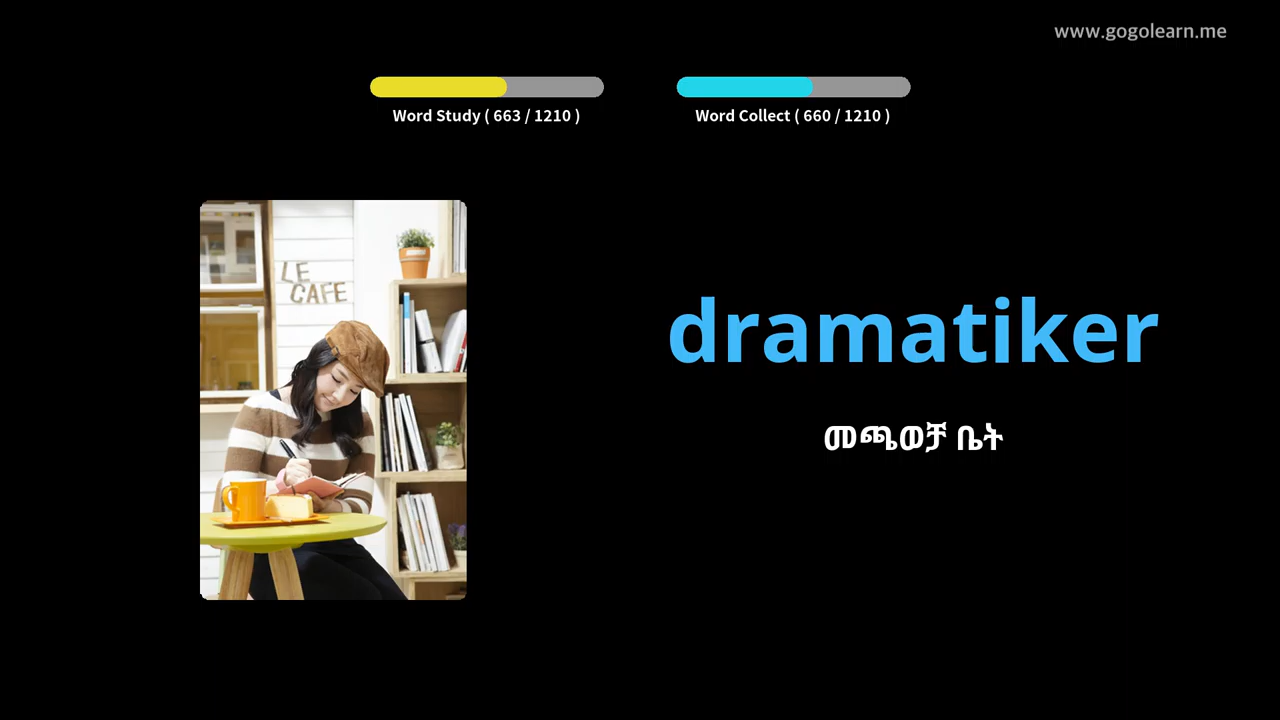 www.gogolearn.me
Word Study ( 663 / 1210 )
Word Collect ( 660 / 1210 )
LE
CAFE
dramatiker
መጫወቻ ቤት